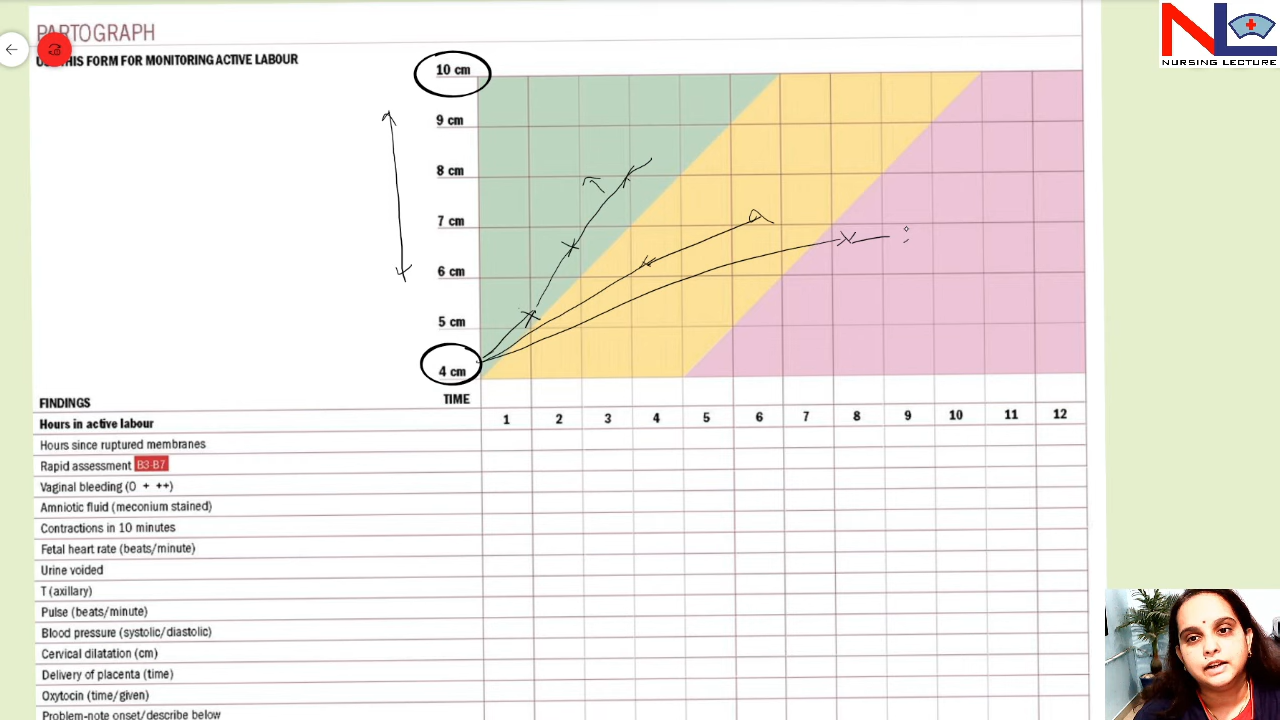 PARTOGRAPH
NL
NURSING LECTURE
USE THIS FORM FOR MONITORING ACTIVE LABOUR
10 cm
9 cm
8 cm
7 cm
6 cm
5 cm
4 cm
FINDINGS TIME
Hours in active labour 1 2 3 4 5 6 7 8 9 10 11 12
Hours since ruptured membranes
Rapid assessment B3-B7
Vaginal bleeding (0 + ++)
Amniotic fluid (meconium stained)
Contractions in 10 minutes
Fetal heart rate (beats/minute)
Urine voided
T (axillary)
Pulse (beats/minute)
Blood pressure (systolic/diastolic)
Cervical dilatation (cm)
Delivery of placenta (time)
Oxytocin (time/given)
Problem-note onset/describe below